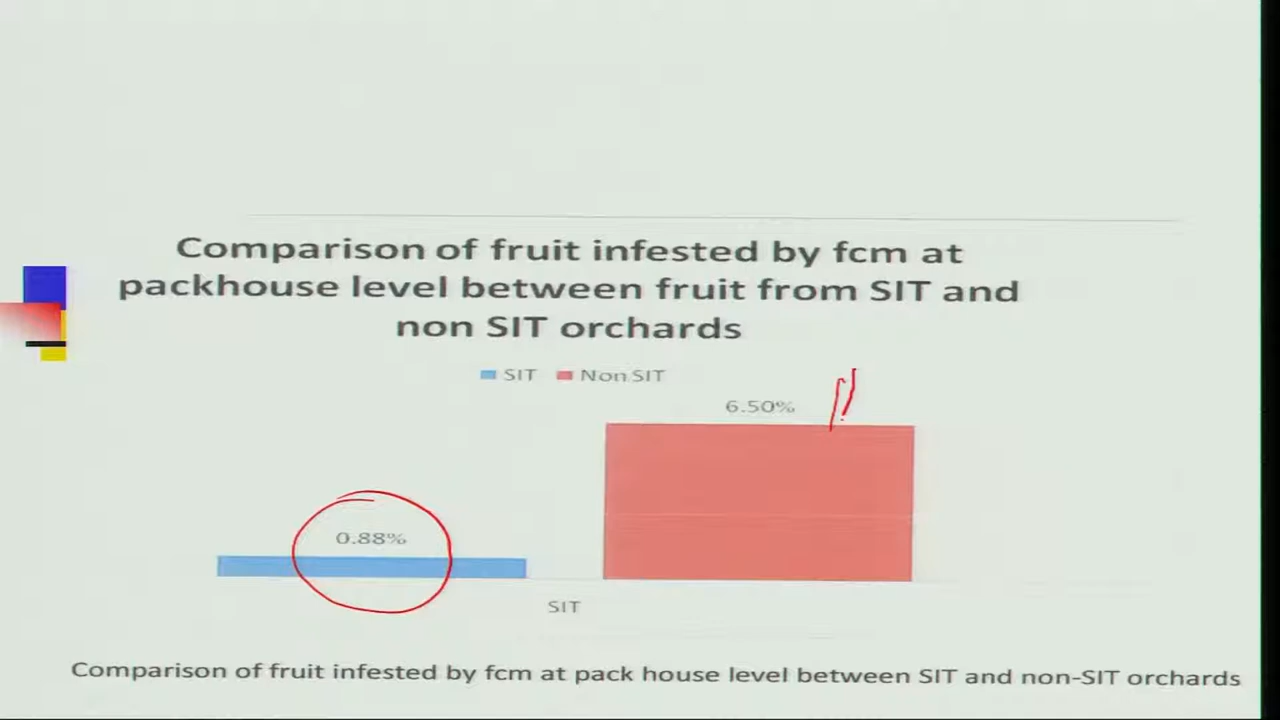 Comparison of fruit infested by fcm at
packhouse level between fruit from SIT and
non SIT orchards
SIT Non SIT
6.50%
0.88%
SIT
Comparison of fruit infested by fcm at pack house level between SIT and non-SIT orchards